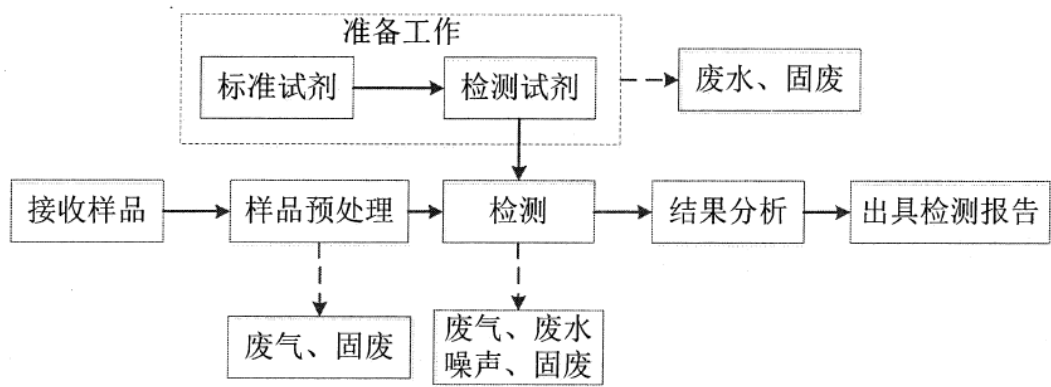 准备工作
标准试剂
检测试剂
废水、固废
接收样品
样品预处理
检测
结果分析
出具检测报告
废气、固废
废气、废水
噪声、固废